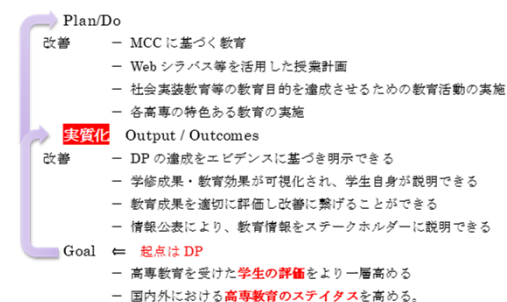 Plan/Do
改善 － MCC に基づく教育
－ Web シラバス等を活用した授業計画
－ 社会実装教育等の教育目的を達成させるための教育活動の実施
－ 各高専の特色ある教育の実施
実質化 Output / Outcomes
改善 － DP の達成をエビデンスに基づき明示できる
－ 学修成果・教育効果が可視化され、学生自身が説明できる
－ 教育成果を適切に評価し改善に繋げることができる
－ 情報公表により、教育情報をステークホルダーに説明できる
Goal ⇐ 起点は DP
－ 高専教育を受けた学生の評価をより一層高める
－ 国内外における高専教育のステイタスを高める。